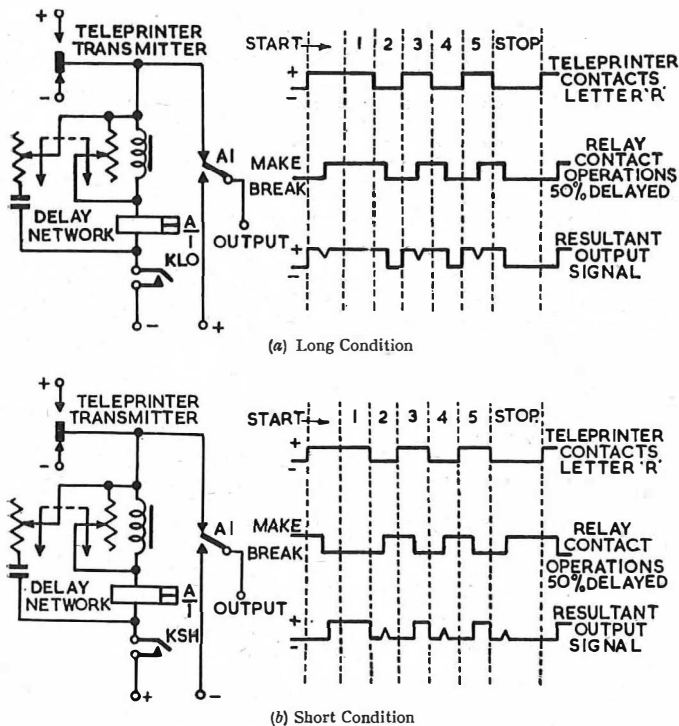 +
TELEPRINTER
TRANSMITTER
-
A1
DELAY
NETWORK
A
1
KLO
OUTPUT
-
+
START → 1 2 3 4 5 STOP
+
-
TELEPRINTER
CONTACTS
LETTER 'R'
MAKE
BREAK
RELAY
CONTACT
OPERATIONS
50% DELAYED
+
-
RESULTANT
OUTPUT
SIGNAL
(a) Long Condition
+
TELEPRINTER
TRANSMITTER
-
A1
DELAY
NETWORK
A
1
KSH
OUTPUT
+
-
START → 1 2 3 4 5 STOP
+
-
TELEPRINTER
CONTACTS
LETTER 'R'
MAKE
BREAK
RELAY
CONTACT
OPERATIONS
50% DELAYED
+
-
RESULTANT
OUTPUT
SIGNAL
(b) Short Condition